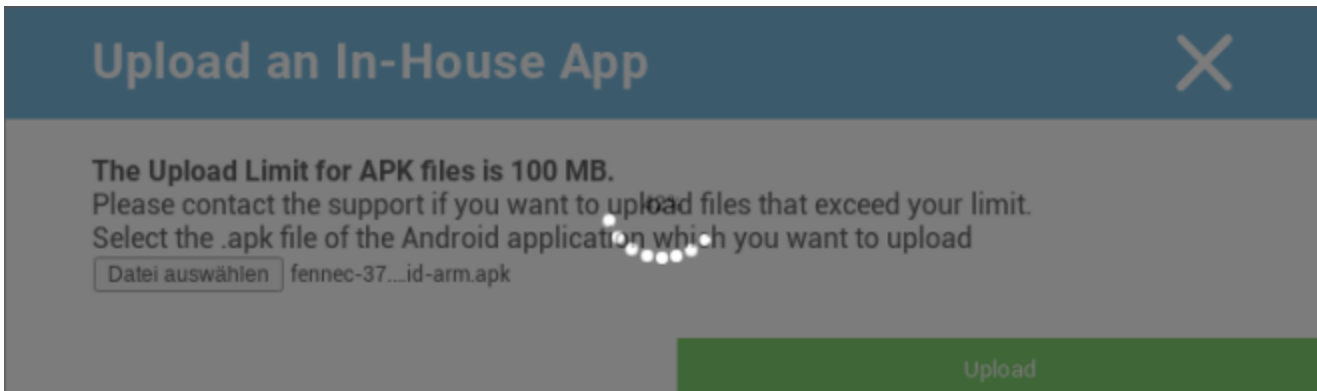 Upload an In-House App
The Upload Limit for APK files is 100 MB.
Please contact the support if you want to upload files that exceed your limit.
Select the .apk file of the Android application which you want to upload
Datei auswählen fennec-37....id-arm.apk
Upload